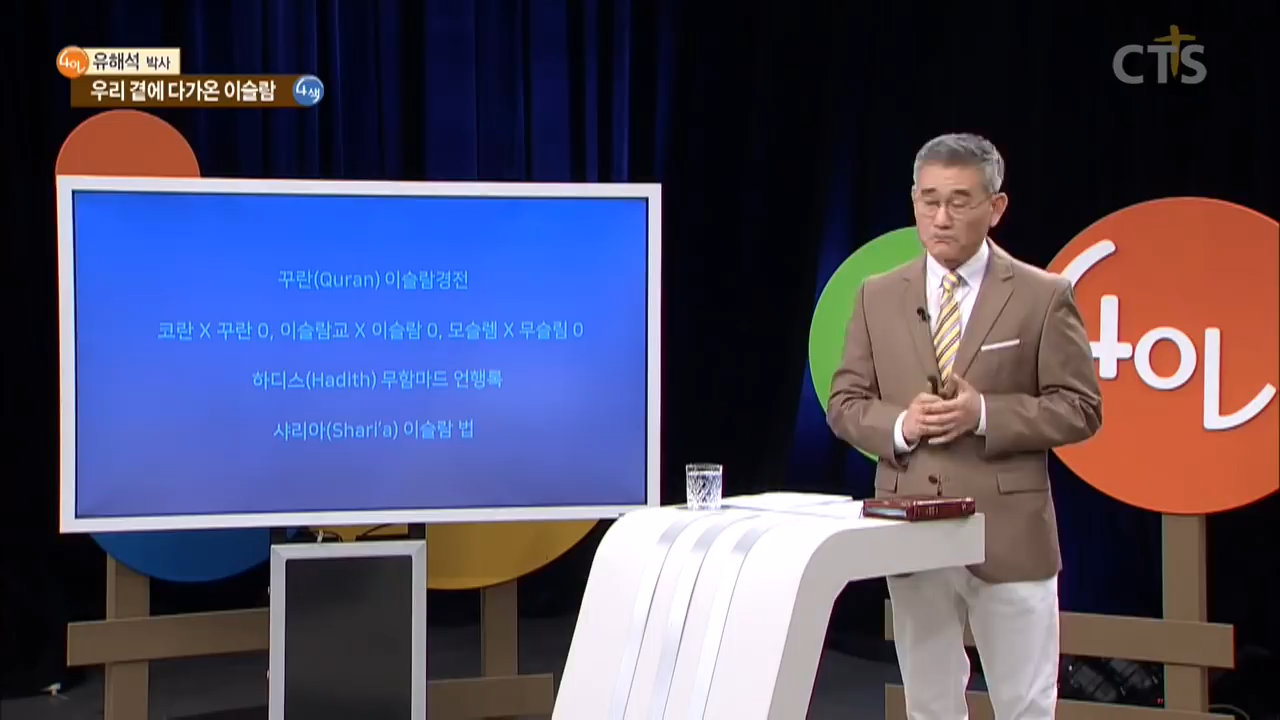 4인 유해석 박사
우리 곁에 다가온 이슬람 4색
CTS
꾸란(Quran) 이슬람경전
코란 X 꾸란 O, 이슬람교 X 이슬람 O, 모슬렘 X 무슬림 O
하디스(Hadith) 무함마드 언행록
샤리아(Shari'a) 이슬람 법
4인